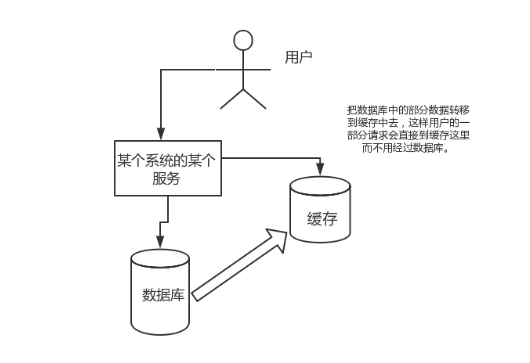 用户
把数据库中的部分数据转移
到缓存中去，这样用户的一
部分请求会直接到缓存这里
而不用经过数据库。
某个系统的某个
服务
缓存
数据库